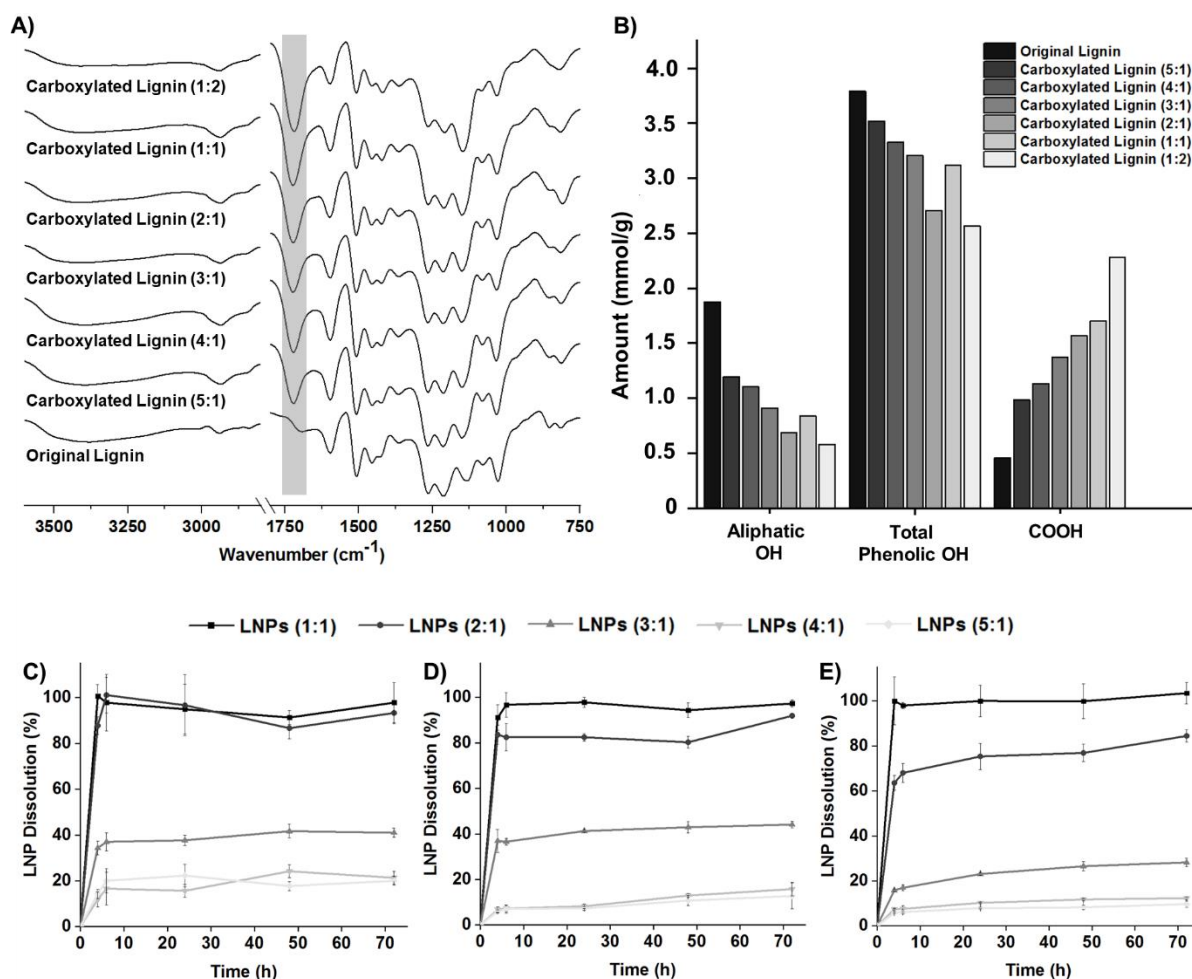 A)
Carboxylated Lignin (1:2)
Carboxylated Lignin (1:1)
Carboxylated Lignin (2:1)
Carboxylated Lignin (3:1)
Carboxylated Lignin (4:1)
Carboxylated Lignin (5:1)
Original Lignin
3500 3250 3000 1750 1500 1250 1000 750
Wavenumber (cm⁻¹)
B)
Original Lignin
Carboxylated Lignin (5:1)
Carboxylated Lignin (4:1)
Carboxylated Lignin (3:1)
Carboxylated Lignin (2:1)
Carboxylated Lignin (1:1)
Carboxylated Lignin (1:2)
Amount (mmol/g)
4.0
3.5
3.0
2.5
2.0
1.5
1.0
0.5
0
Aliphatic OH
Total Phenolic OH
COOH
LNPs (1:1) LNPs (2:1) LNPs (3:1) LNPs (4:1) LNPs (5:1)
C)
LNP Dissolution (%)
100
80
60
40
20
0
0 10 20 30 40 50 60 70
Time (h)
D)
LNP Dissolution (%)
100
80
60
40
20
0
0 10 20 30 40 50 60 70
Time (h)
E)
LNP Dissolution (%)
100
80
60
40
20
0
0 10 20 30 40 50 60 70
Time (h)